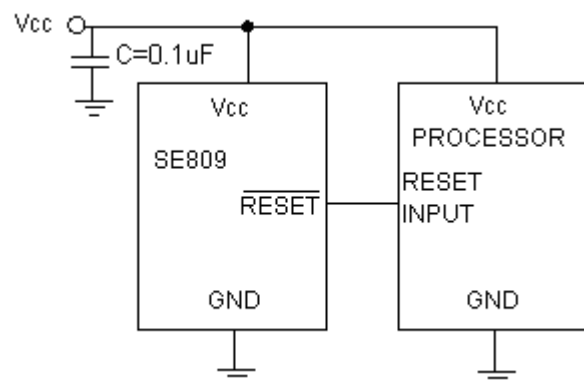 Vcc
C=0.1uF
Vcc
SE809
RESET
GND
Vcc
PROCESSOR
RESET
INPUT
GND